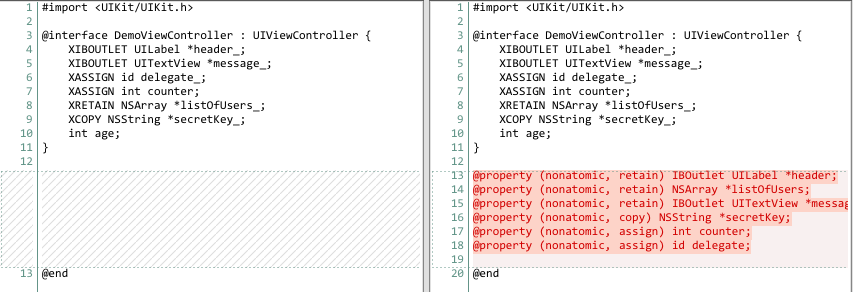 1 #import <UIKit/UIKit.h>
2
3 @interface DemoViewController : UIViewController {
4 XIBOUTLET UILabel *header_;
5 XIBOUTLET UITextView *message_;
6 XASSIGN id delegate_;
7 XASSIGN int counter;
8 XRETAIN NSArray *listOfUsers_;
9 XCOPY NSString *secretKey_;
10 int age;
11 }
12
13 @end
1 #import <UIKit/UIKit.h>
2
3 @interface DemoViewController : UIViewController {
4 XIBOUTLET UILabel *header_;
5 XIBOUTLET UITextView *message_;
6 XASSIGN id delegate_;
7 XASSIGN int counter;
8 XRETAIN NSArray *listOfUsers_;
9 XCOPY NSString *secretKey_;
10 int age;
11 }
12
13 @property (nonatomic, retain) IBOutlet UILabel *header;
14 @property (nonatomic, retain) NSArray *listOfUsers;
15 @property (nonatomic, retain) IBOutlet UITextView *messag
16 @property (nonatomic, copy) NSString *secretKey;
17 @property (nonatomic, assign) int counter;
18 @property (nonatomic, assign) id delegate;
19
20 @end